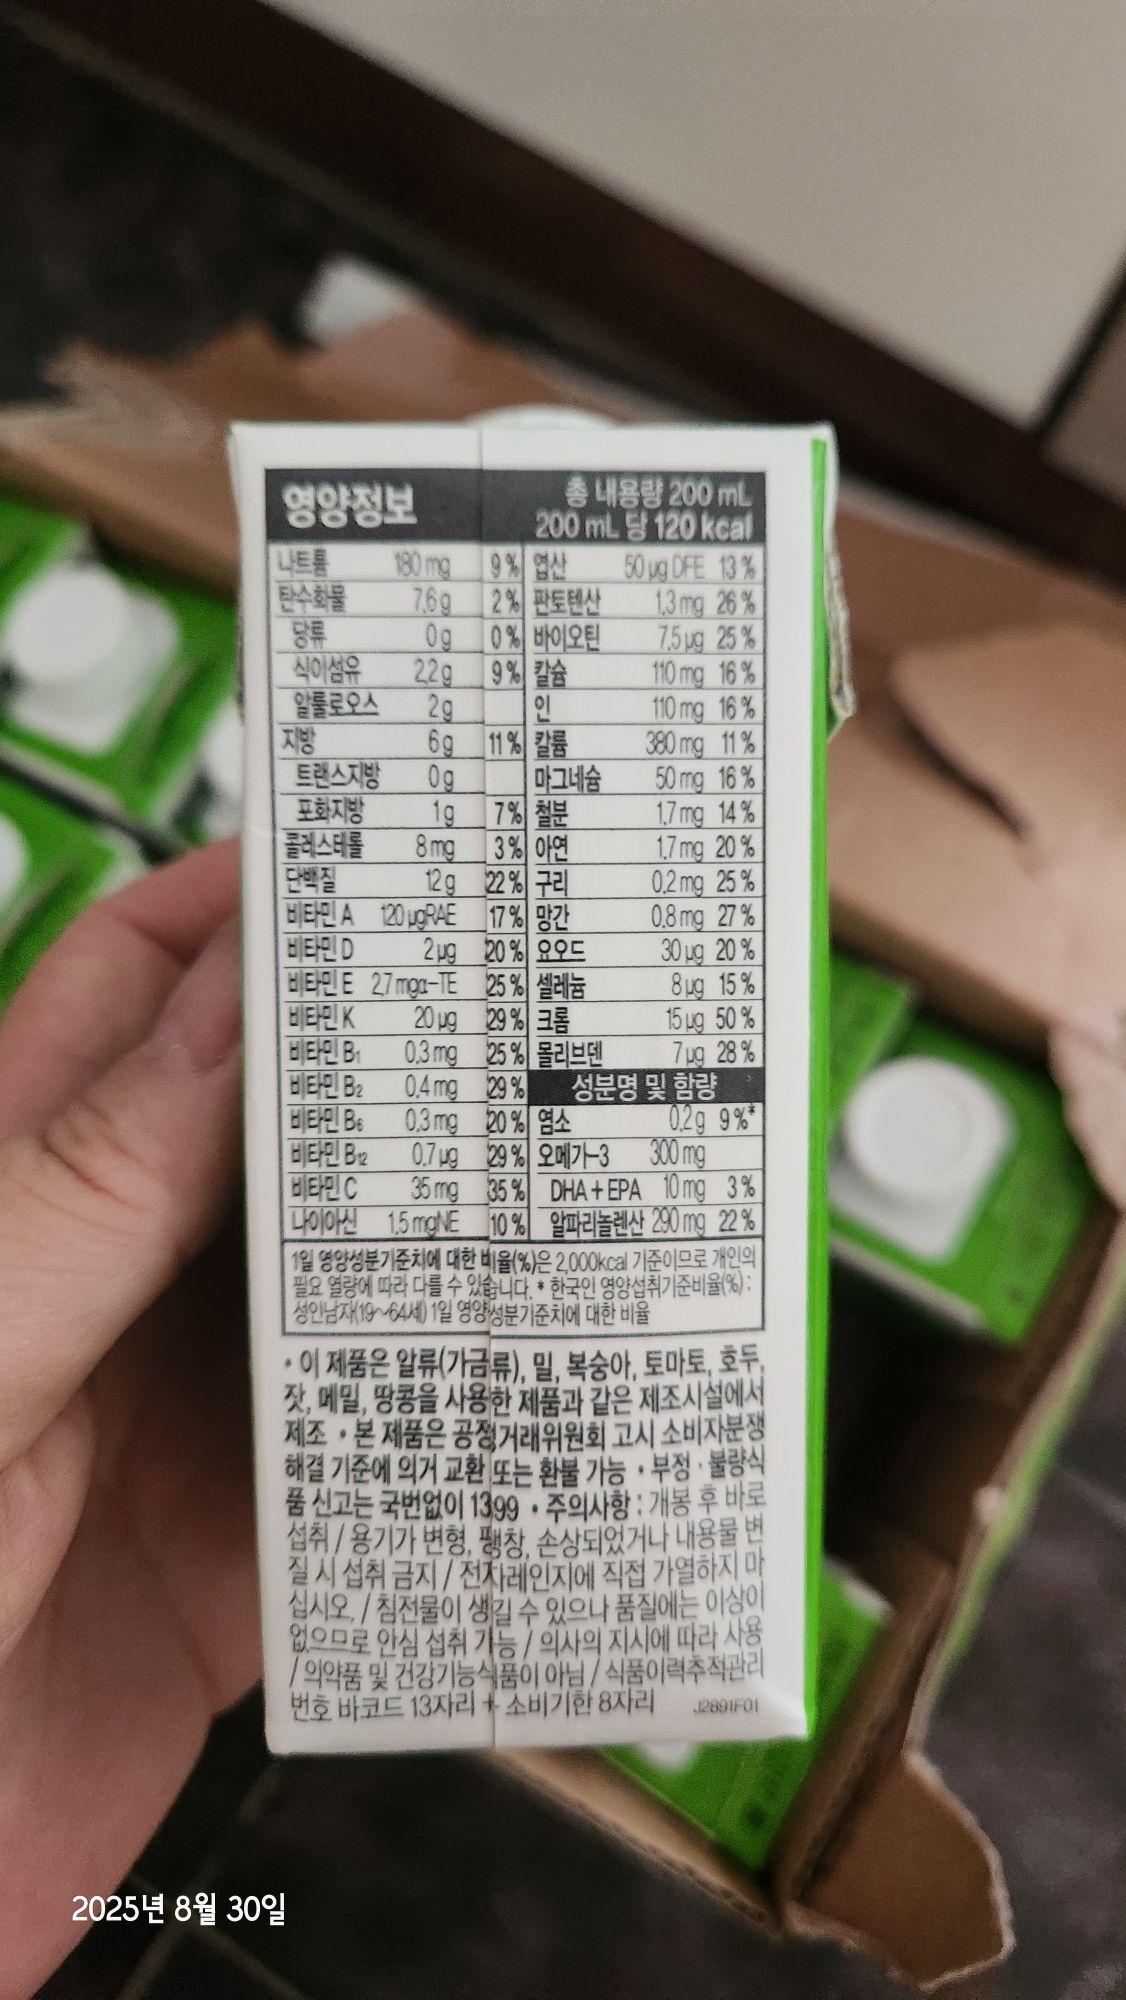 영양정보
총 내용량 200 mL
200 mL 당 120 kcal
나트륨 180 mg 9 %
탄수화물 7.6 g 2 %
당류 0 g 0 %
식이섬유 2.2 g 9 %
알룰로오스 2 g
지방 6 g 11 %
트랜스지방 0 g
포화지방 1 g 7 %
콜레스테롤 8 mg 3 %
단백질 12 g 22 %
비타민 A 120 μgRAE 17 %
비타민 D 2 μg 20 %
비타민 E 2.7 mgα-TE 25 %
비타민 K 20 μg 29 %
비타민 B1 0.3 mg 25 %
비타민 B2 0.4 mg 29 %
비타민 B6 0.3 mg 20 %
비타민 B12 0.7 μg 29 %
비타민 C 35 mg 35 %
나이아신 1.5 mgNE 10 %
엽산 50 μg DFE 13 %
판토텐산 1.3 mg 26 %
바이오틴 7.5 μg 25 %
칼슘 110 mg 16 %
인 110 mg 16 %
칼륨 380 mg 11 %
마그네슘 50 mg 16 %
철분 1.7 mg 14 %
아연 1.7 mg 20 %
구리 0.2 mg 25 %
망간 0.8 mg 27 %
요오드 30 μg 20 %
셀레늄 8 μg 15 %
크롬 15 μg 50 %
몰리브덴 7 μg 28 %
성분명 및 함량
염소 0.2 g 9 %*
오메가-3 300 mg
DHA + EPA 10 mg 3 %
알파리놀렌산 290 mg 22 %
1일 영양성분기준치에 대한 비율(%)은 2,000kcal 기준이므로 개인의
필요 열량에 따라 다를 수 있습니다. * 한국인 영양섭취기준비율(%) :
성인남자(19~64세) 1일 영양성분기준치에 대한 비율
• 이 제품은 알류(가금류), 밀, 복숭아, 토마토, 호두,
잣, 메밀, 땅콩을 사용한 제품과 같은 제조시설에서
제조 • 본 제품은 공정거래위원회 고시 소비자분쟁
해결 기준에 의거 교환 또는 환불 가능 • 부정·불량식
품 신고는 국번없이 1399 • 주의사항 : 개봉 후 바로
섭취 / 용기가 변형, 팽창, 손상되었거나 내용물 변
질 시 섭취 금지 / 전자레인지에 직접 가열하지 마
십시오. / 침전물이 생길 수 있으나 품질에는 이상이
없으므로 안심 섭취 가능 / 의사의 지시에 따라 사용
/ 의약품 및 건강기능식품이 아님 / 식품이력추적관리
번호 바코드 13자리 + 소비기한 8자리
J2891F01
2025년 8월 30일